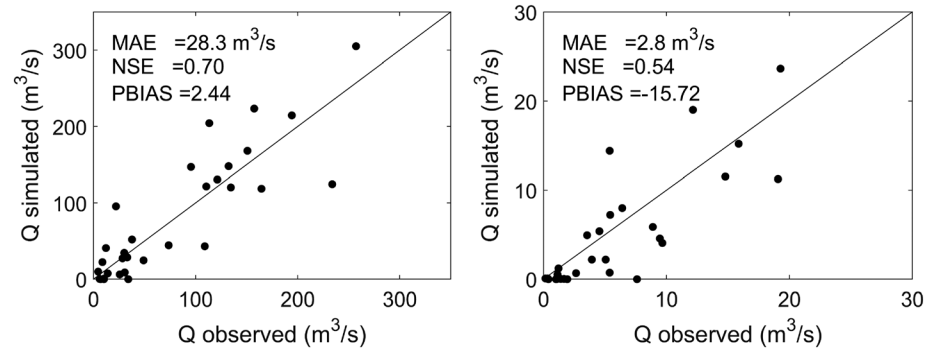 MAE =28.3 m³/s
NSE =0.70
PBIAS =2.44
Q simulated (m³/s)
300
200
100
0
0 100 200 300
Q observed (m³/s)
MAE =2.8 m³/s
NSE =0.54
PBIAS=-15.72
Q simulated (m³/s)
30
20
10
0
0 10 20 30
Q observed (m³/s)